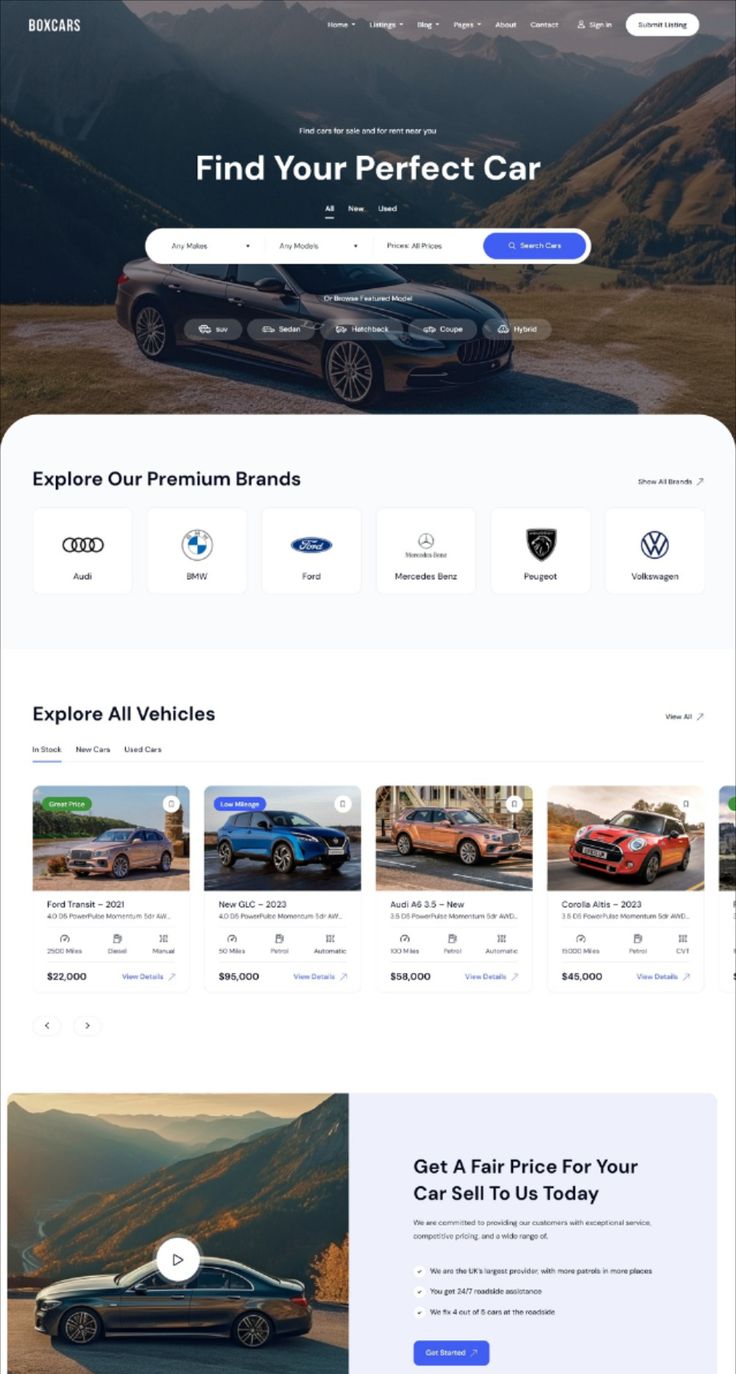 BOXCARS
Home Listings Blog Pages About Contact Sign in Submit Listing
Find cars for sale and for rent near you
Find Your Perfect Car
All New Used
Any Makes Any Models Prices: All Prices Search Cars
Or Browse Featured Model
suv Sedan Hatchback Coupe Hybrid
Explore Our Premium Brands
Show All Brands
Ford
Mercedes-Benz
PEUGEOT
Audi BMW Ford Mercedes Benz Peugeot Volkswagen
Explore All Vehicles
View All
In Stock New Cars Used Cars
Great Price Low Mileage
Ford Transit – 2021 New GLC – 2023 Audi A6 3.5 – New Corolla Altis – 2023
4.0 D5 PowerPulse Momentum 5dr AW... 4.0 D5 PowerPulse Momentum 5dr AW... 3.5 D5 PowerPulse Momentum 5dr AWD... 3.5 D5 PowerPulse Momentum 5dr AWD...
2500 Miles Diesel Manual 50 Miles Petrol Automatic 100 Miles Petrol Automatic 15000 Miles Petrol CVT
$22,000 View Details $95,000 View Details $58,000 View Details $45,000 View Details
Get A Fair Price For Your
Car Sell To Us Today
We are committed to providing our customers with exceptional service,
competitive pricing, and a wide range of.
We are the UK's largest provider, with more patrols in more places
You get 24/7 roadside assistance
We fix 4 out of 5 cars at the roadside
Get Started